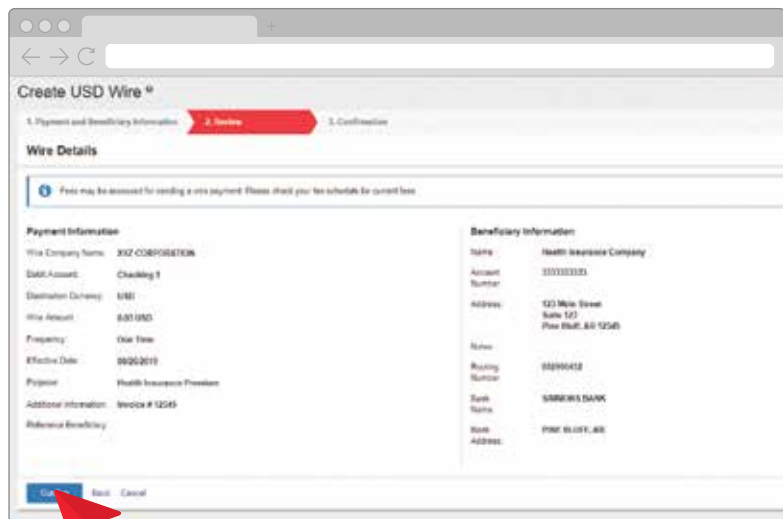 Create USD Wire
1. Payment and Beneficiary Information
2. Review
3. Confirmation
Wire Details
Fees may be assessed for sending a wire payment. Please check your fee schedule for current fees
Payment Information
Wire Company Name: XYZ CORPORATION
Debit Account: Checking 1
Destination Currency: USD
Wire Amount: USD
Frequency: One Time
Effective Date:
Purpose: Health Insurance Premium
Additional Information: Invoice # 12345
Reference Beneficiary:
Beneficiary Information
Name: Health Insurance Company
Account Number:
Address: 123 Main Street
Suite 123
Pine Bluff, AR 12345
Notes:
Routing Number:
Bank Name: SIMMONS BANK
Bank Address: PINE BLUFF, AR
Back
Cancel